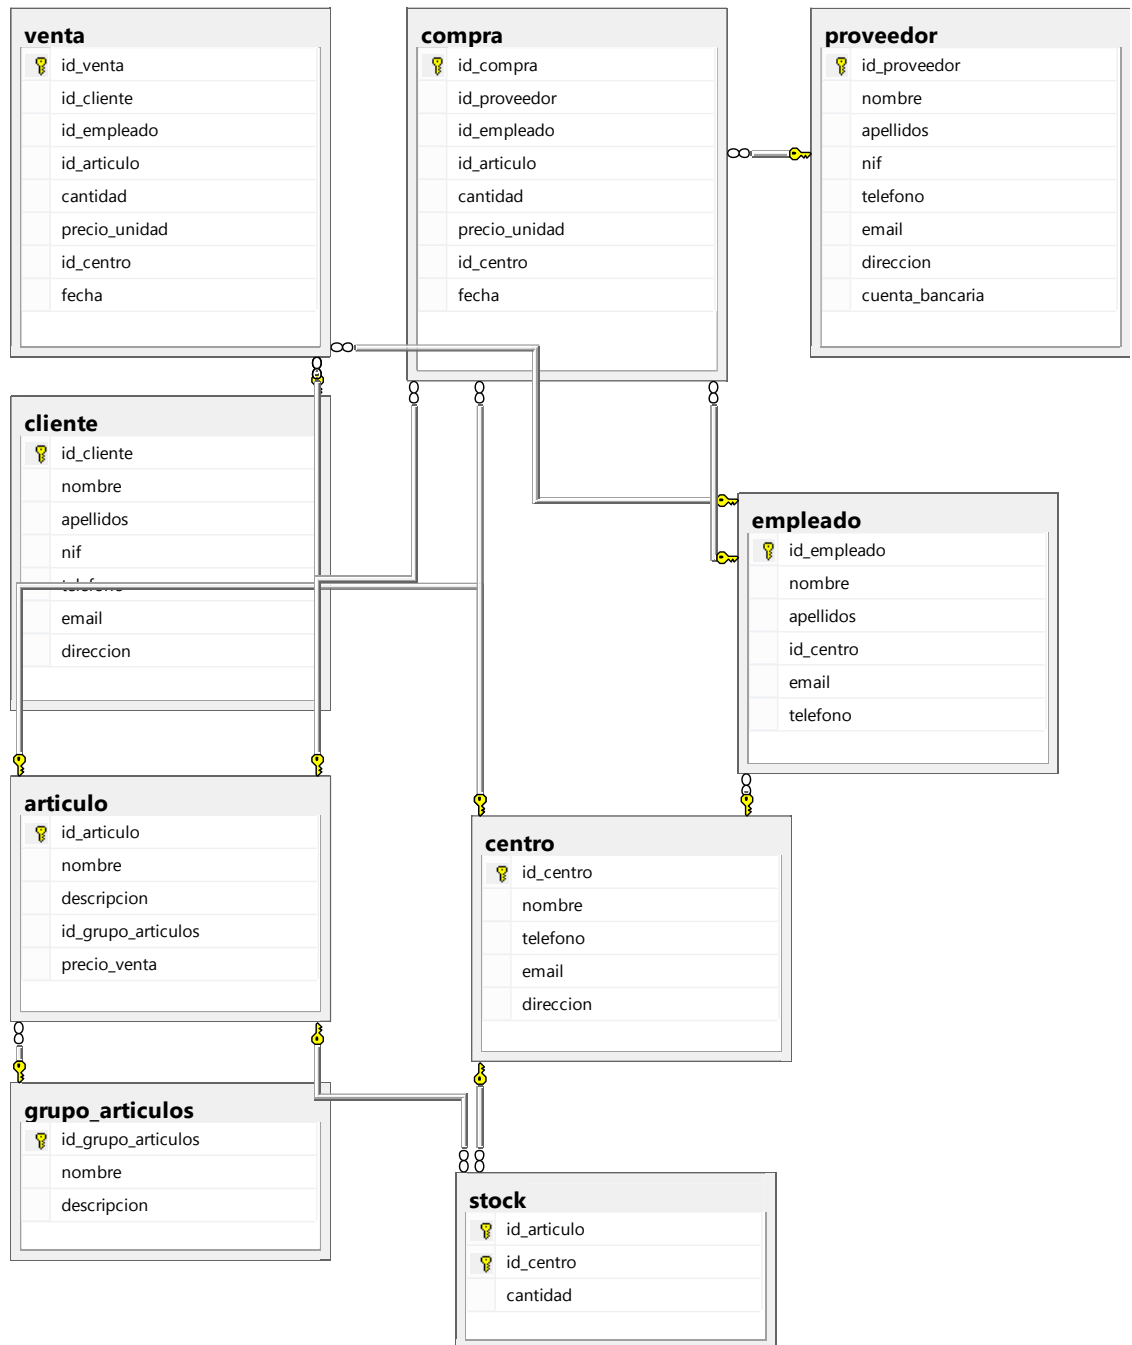 venta
id_venta
id_cliente
id_empleado
id_articulo
cantidad
precio_unidad
id_centro
fecha
compra
id_compra
id_proveedor
id_empleado
id_articulo
cantidad
precio_unidad
id_centro
fecha
proveedor
id_proveedor
nombre
apellidos
nif
telefono
email
direccion
cuenta_bancaria
cliente
id_cliente
nombre
apellidos
nif
telefono
email
direccion
empleado
id_empleado
nombre
apellidos
id_centro
email
telefono
articulo
id_articulo
nombre
descripcion
id_grupo_articulos
precio_venta
centro
id_centro
nombre
telefono
email
direccion
grupo_articulos
id_grupo_articulos
nombre
descripcion
stock
id_articulo
id_centro
cantidad